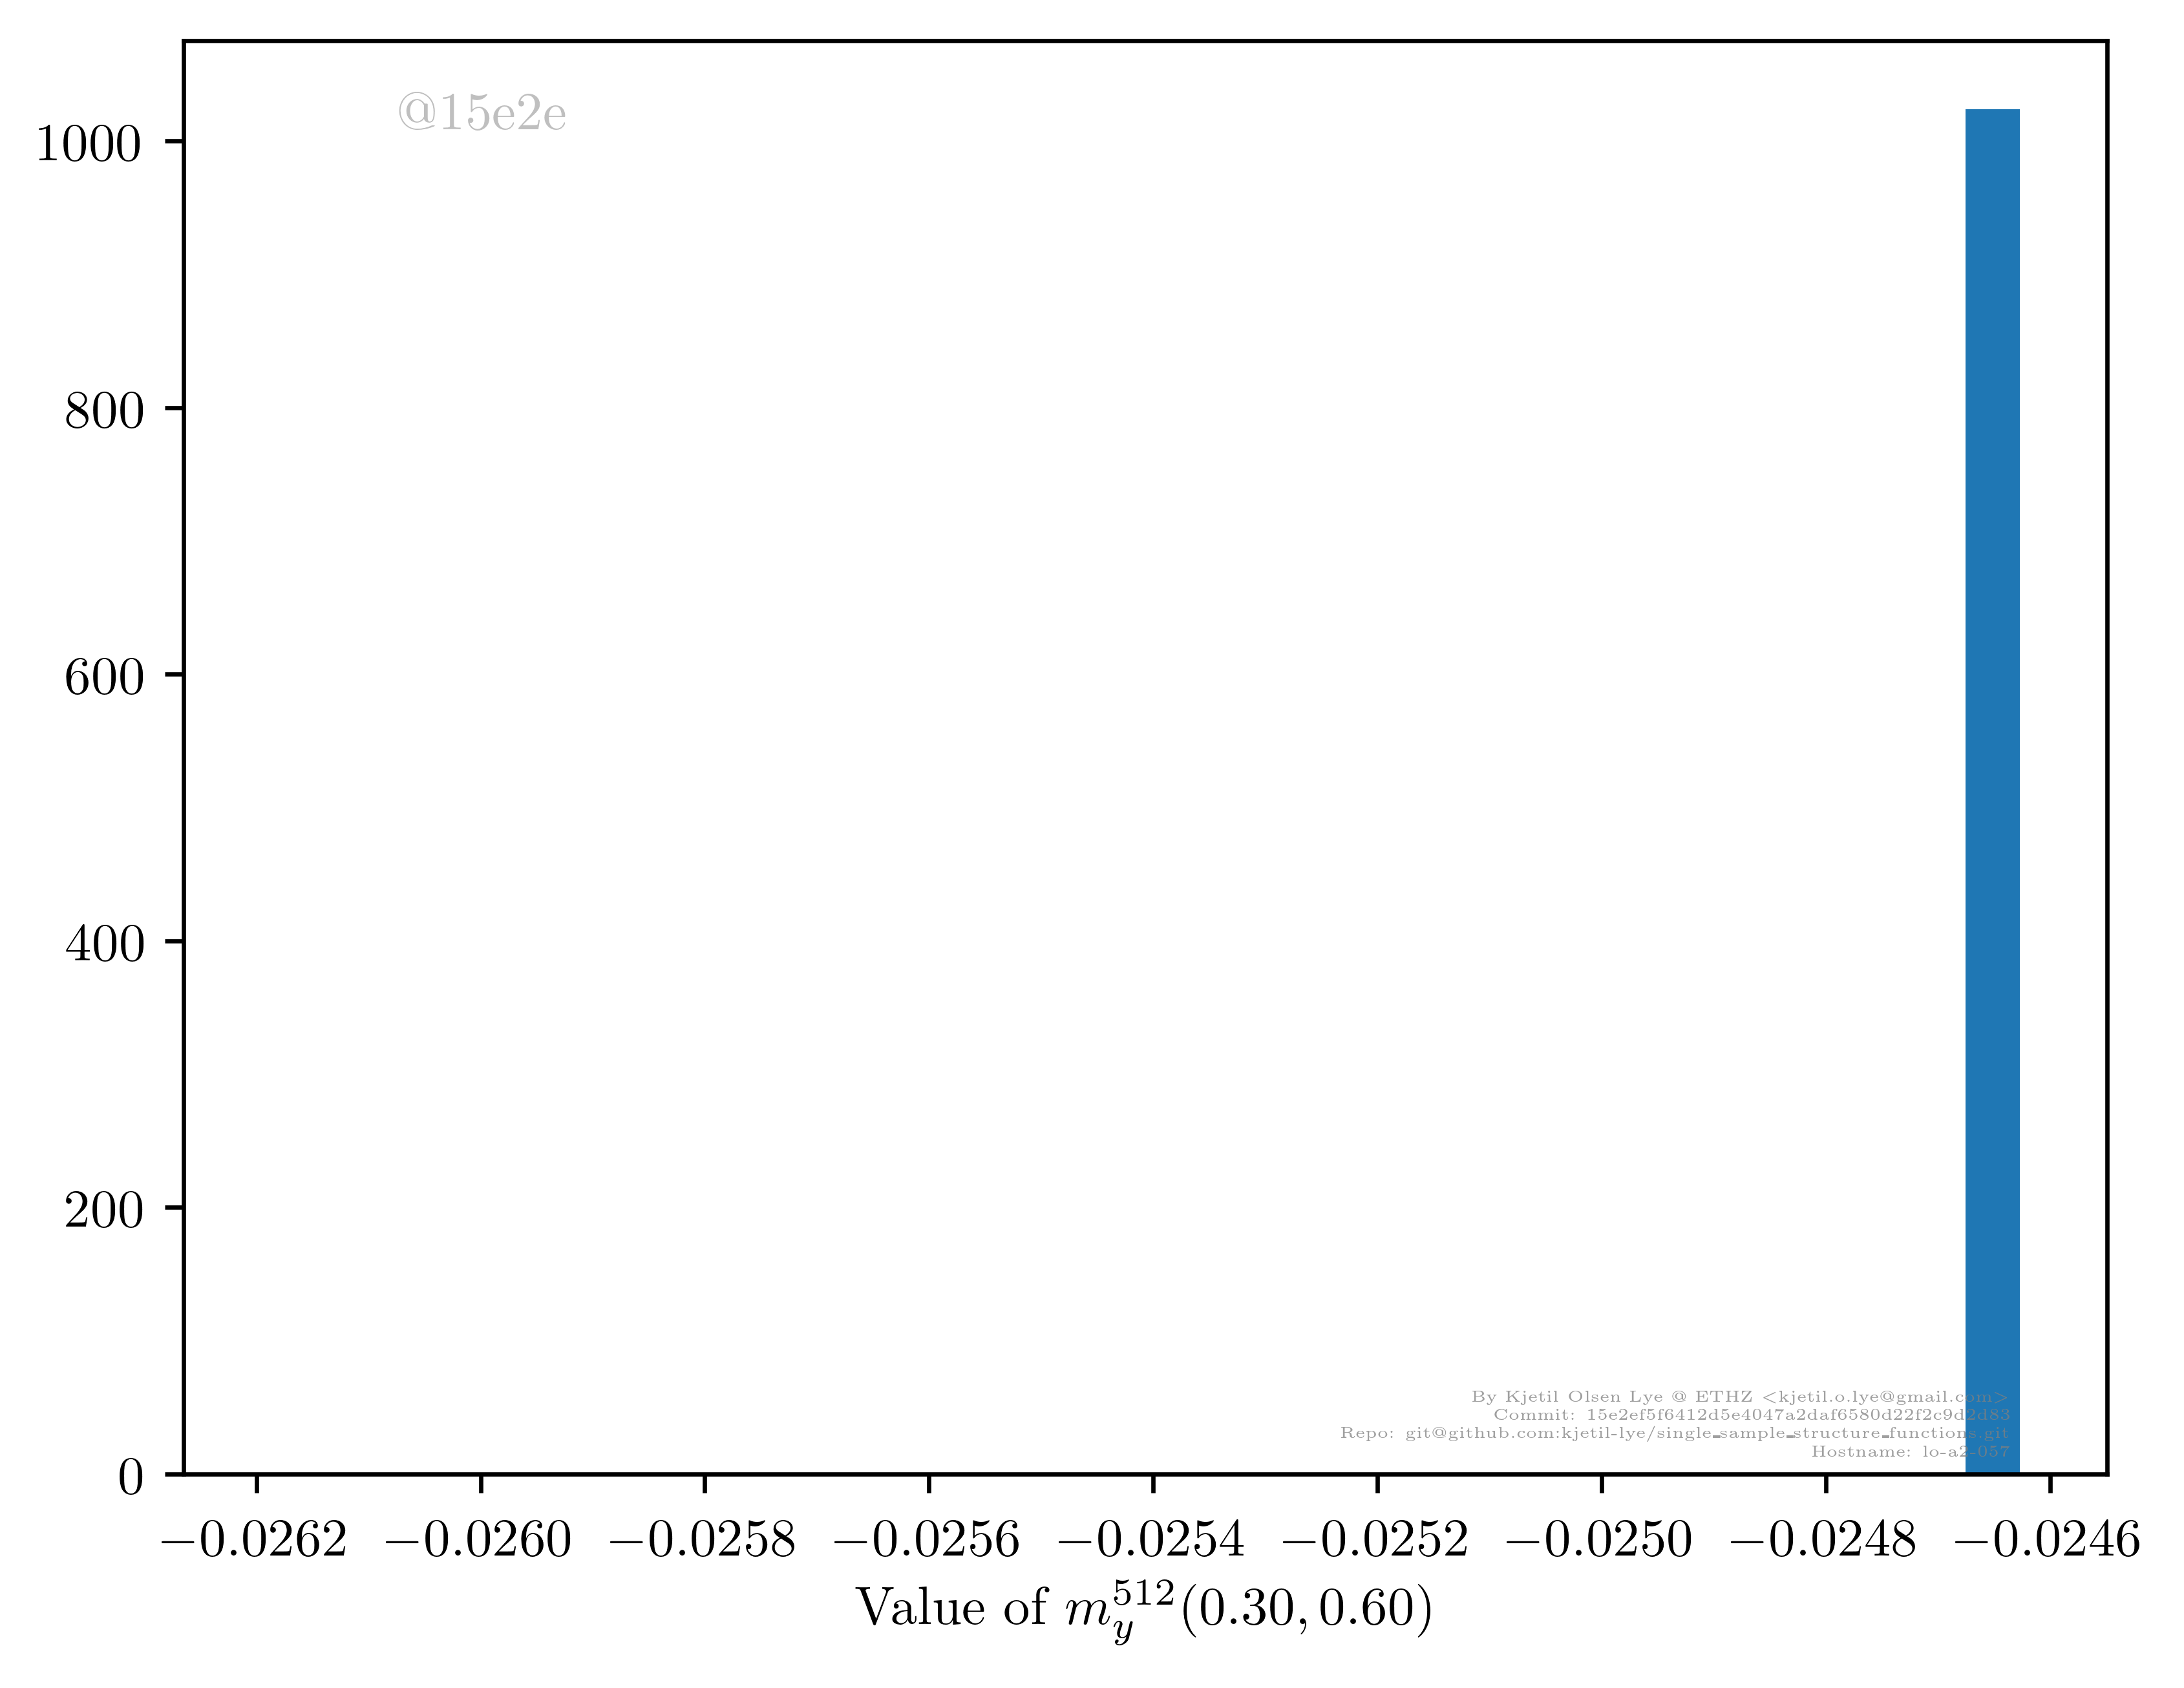 @15e2e
1000
800
600
400
200
0
By Kjetil Olsen Lye @ ETHZ <kjetil.o.lye@gmail.com>
Commit: 15e2ef5f6412d5e4047a2daf6580d22f2c9d2d83
Repo: git@github.com:kjetil-lye/single_sample_structure_functions.git
Hostname: lo-a2-057
−0.0262 −0.0260 −0.0258 −0.0256 −0.0254 −0.0252 −0.0250 −0.0248 −0.0246
Value of $m_y^{512}(0.30, 0.60)$